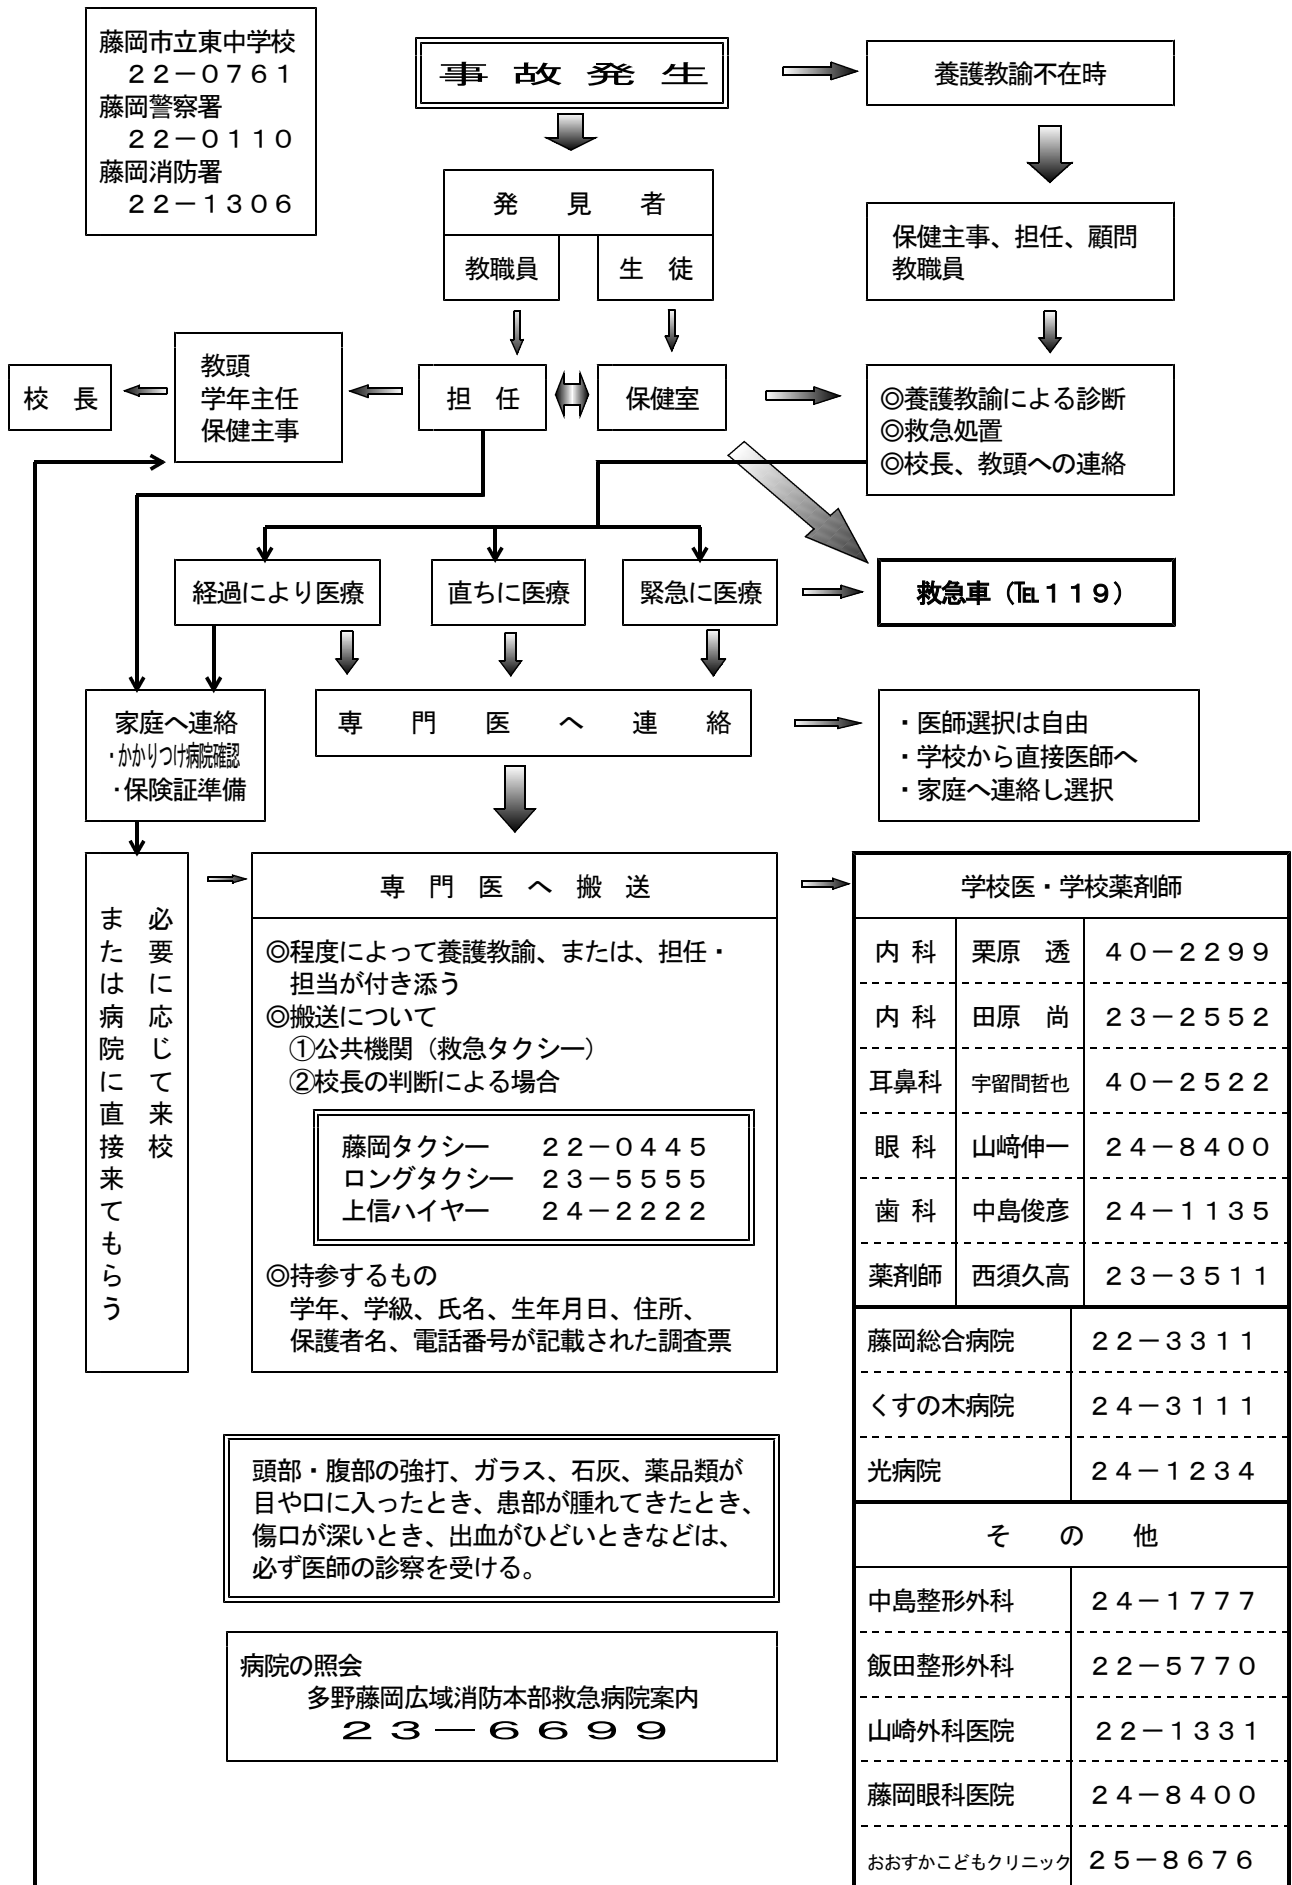 藤岡市立東中学校
２２－０７６１
藤岡警察署
２２－０１１０
藤岡消防署
２２－１３０６
事故発生
養護教諭不在時
発見者
教職員
生徒
保健主事、担任、顧問
教職員
校長
教頭
学年主任
保健主事
担任
保健室
◎養護教諭による診断
◎救急処置
◎校長、教頭への連絡
経過により医療
直ちに医療
緊急に医療
救急車（℡１１９）
家庭へ連絡
・かかりつけ病院確認
・保険証準備
専門医へ連絡
・医師選択は自由
・学校から直接医師へ
・家庭へ連絡し選択
必要に応じて来校
または病院に直接来てもらう
専門医へ搬送
◎程度によって養護教諭、または、担任・
担当が付き添う
◎搬送について
①公共機関（救急タクシー）
②校長の判断による場合
藤岡タクシー　２２－０４４５
ロングタクシー　２３－５５５５
上信ハイヤー　２４－２２２２
◎持参するもの
学年、学級、氏名、生年月日、住所、
保護者名、電話番号が記載された調査票
学校医・学校薬剤師
内科　栗原　透　４０－２２９９
内科　田原　尚　２３－２５５２
耳鼻科　宇留間哲也　４０－２５２２
眼科　山﨑伸一　２４－８４００
歯科　中島俊彦　２４－１１３５
薬剤師　西須久高　２３－３５１１
藤岡総合病院　２２－３３１１
くすの木病院　２４－３１１１
光病院　２４－１２３４
その他
中島整形外科　２４－１７７７
飯田整形外科　２２－５７７０
山崎外科医院　２２－１３３１
藤岡眼科医院　２４－８４００
おおすかこどもクリニック　２５－８６７６
頭部・腹部の強打、ガラス、石灰、薬品類が
目や口に入ったとき、患部が腫れてきたとき、
傷口が深いとき、出血がひどいときなどは、
必ず医師の診察を受ける。
病院の照会
多野藤岡広域消防本部救急病院案内
２３－６６９９